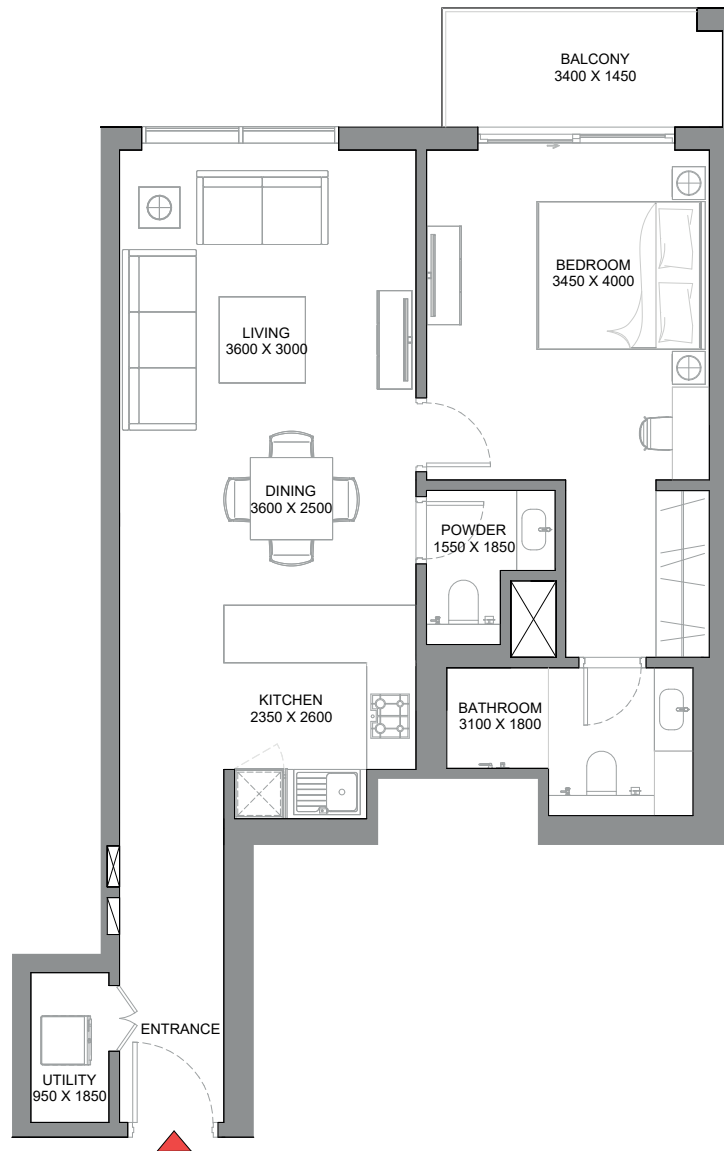 BALCONY
3400 X 1450
BEDROOM
3450 X 4000
LIVING
3600 X 3000
DINING
3600 X 2500
POWDER
1550 X 1850
KITCHEN
2350 X 2600
BATHROOM
3100 X 1800
ENTRANCE
UTILITY
950 X 1850